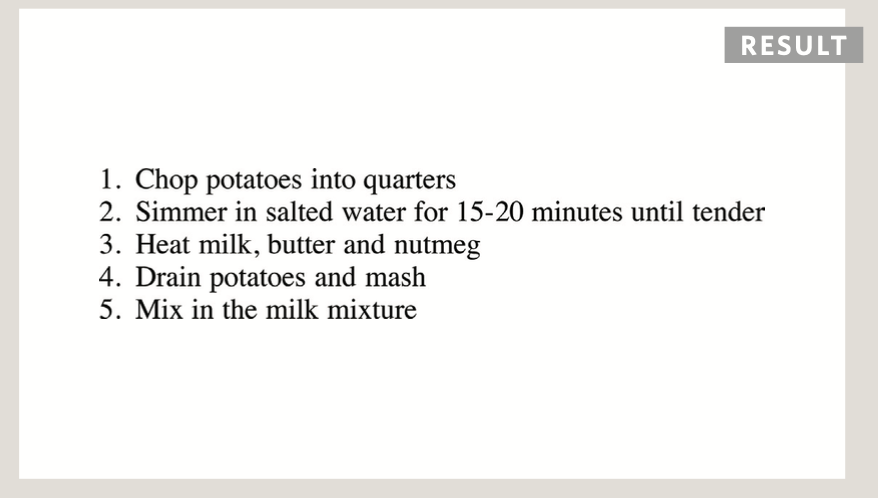 RESULT
1. Chop potatoes into quarters
2. Simmer in salted water for 15-20 minutes until tender
3. Heat milk, butter and nutmeg
4. Drain potatoes and mash
5. Mix in the milk mixture